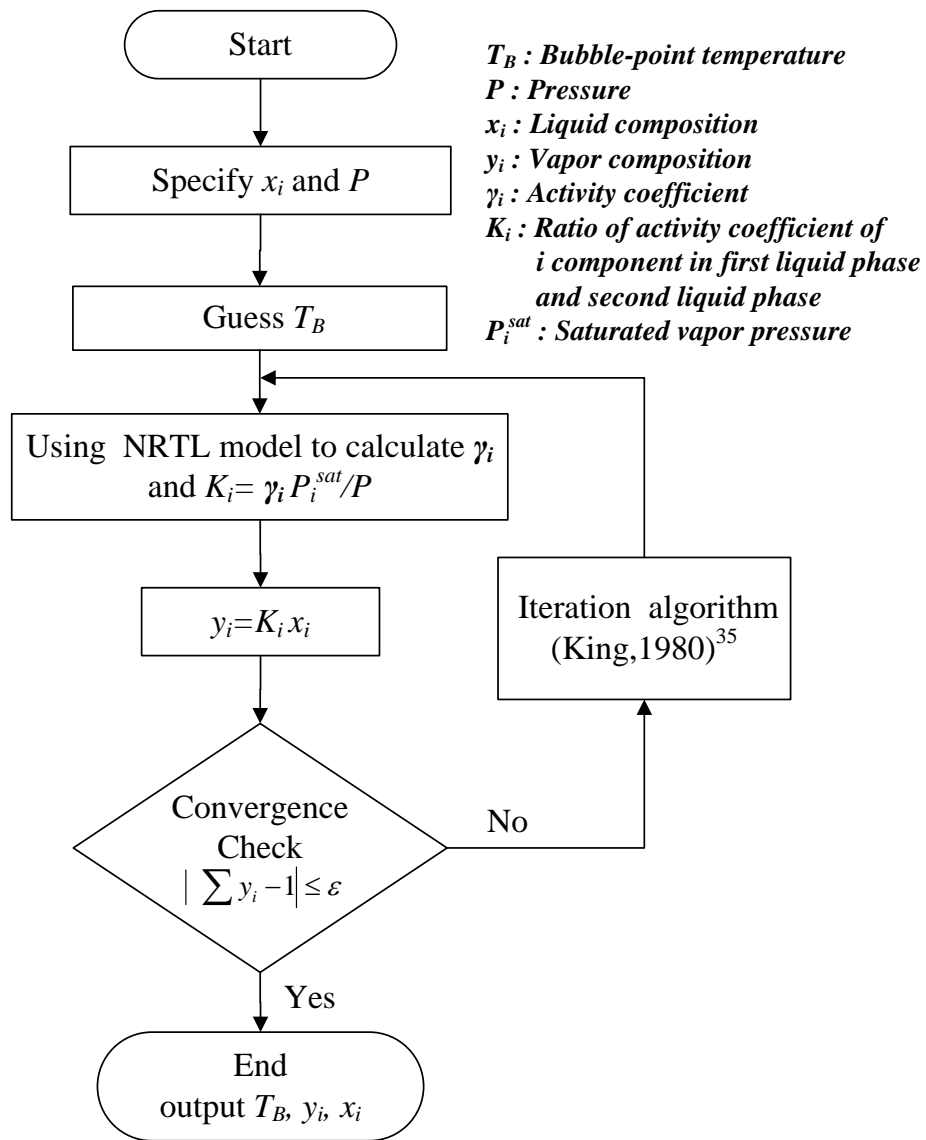 Start
Specify x_i and P
Guess T_B
Using NRTL model to calculate γ_i
and K_i= γ_i P_i^sat/P
y_i=K_i x_i
Convergence
Check
| ∑ y_i −1| ≤ ε
Yes
No
Iteration algorithm
(King,1980)^35
End
output T_B, y_i, x_i
T_B : Bubble-point temperature
P : Pressure
x_i : Liquid composition
y_i : Vapor composition
γ_i : Activity coefficient
K_i : Ratio of activity coefficient of
i component in first liquid phase
and second liquid phase
P_i^sat : Saturated vapor pressure